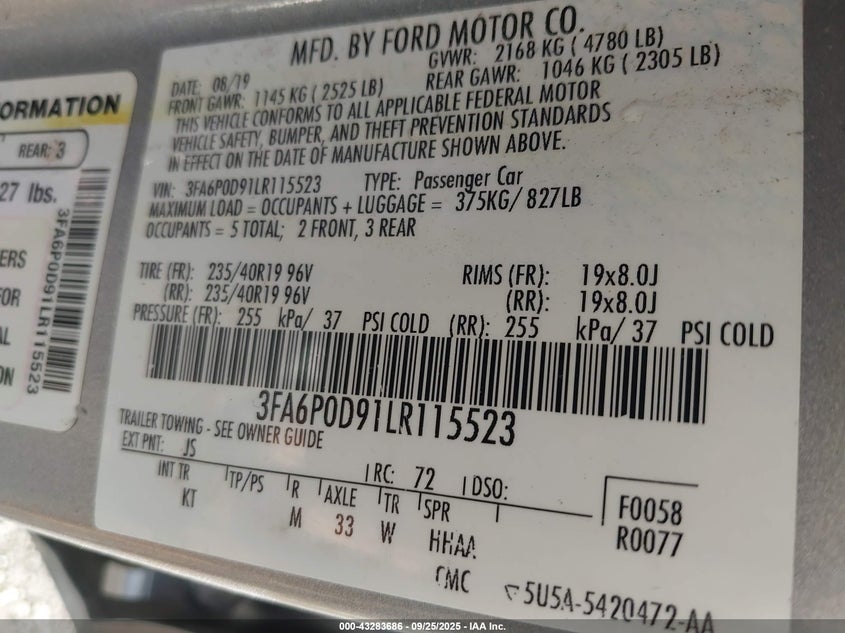 MFD. BY FORD MOTOR CO.
DATE: 08/19 GVWR: 2168 KG ( 4780 LB)
FRONT GAWR: 1145 KG ( 2525 LB) REAR GAWR: 1046 KG ( 2305 LB)
THIS VEHICLE CONFORMS TO ALL APPLICABLE FEDERAL MOTOR
VEHICLE SAFETY, BUMPER, AND THEFT PREVENTION STANDARDS
IN EFFECT ON THE DATE OF MANUFACTURE SHOWN ABOVE.
VIN: 3FA6P0D91LR115523 TYPE: Passenger Car
MAXIMUM LOAD = OCCUPANTS + LUGGAGE = 375KG/ 827LB
OCCUPANTS = 5 TOTAL; 2 FRONT, 3 REAR
TIRE (FR): 235/40R19 96V RIMS (FR): 19x8.0J
(RR): 235/40R19 96V (RR): 19x8.0J
PRESSURE (FR): 255 kPa/ 37 PSI COLD (RR): 255 kPa/ 37 PSI COLD
3FA6P0D91LR115523
TRAILER TOWING - SEE OWNER GUIDE
EXT PNT: JS RC: 72 DSO:
INT TR TP/PS R AXLE TR SPR F0058
KT M 33 W HHAA R0077
CMC 5U5A-5420472-AA
ORMATION
REAR: 3
27 lbs.
ERS
FOR
AL
ON
3FA6P0D91LR115523
000-43283686 - 09/25/2025 - IAA Inc.